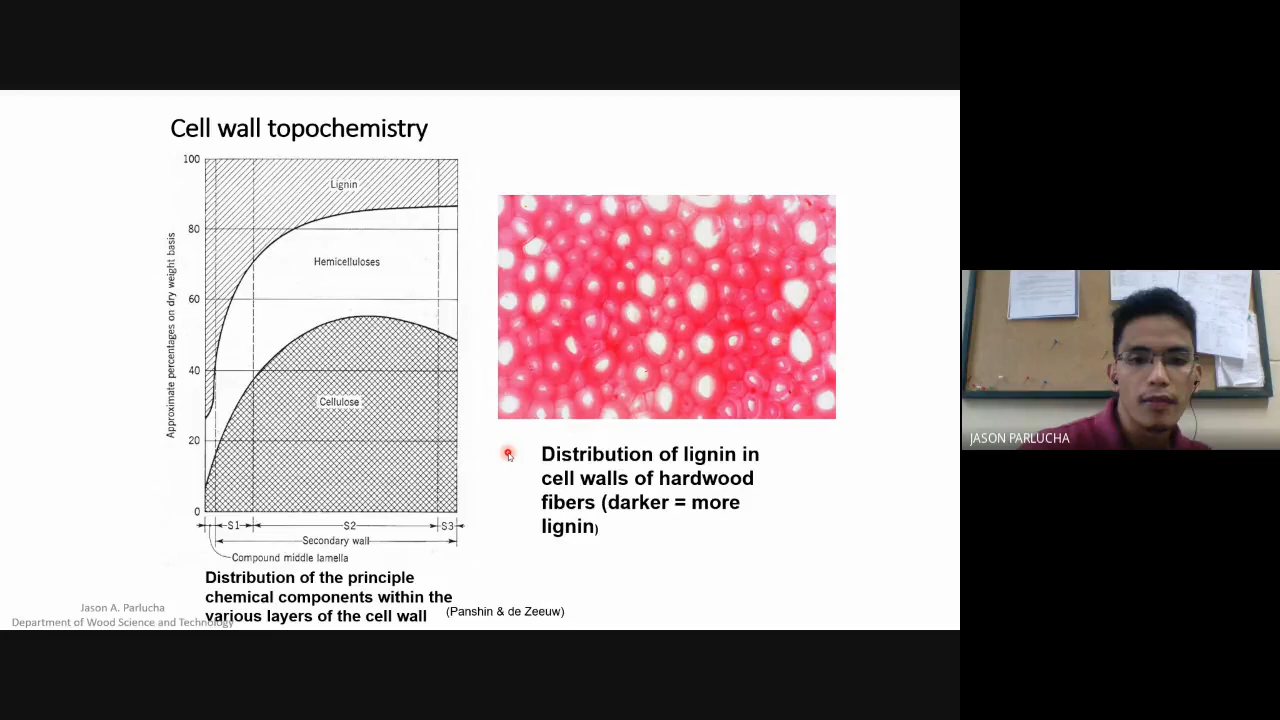 Cell wall topochemistry
100
80
60
40
20
0
Approximate percentages on dry weight basis
Lignin
Hemicelluloses
Cellulose
S1
S2
S3
Secondary wall
Compound middle lamella
Distribution of the principle
chemical components within the
various layers of the cell wall
(Panshin & de Zeeuw)
Distribution of lignin in
cell walls of hardwood
fibers (darker = more
lignin)
Jason A. Parlucha
Department of Wood Science and Technology
JASON PARLUCHA